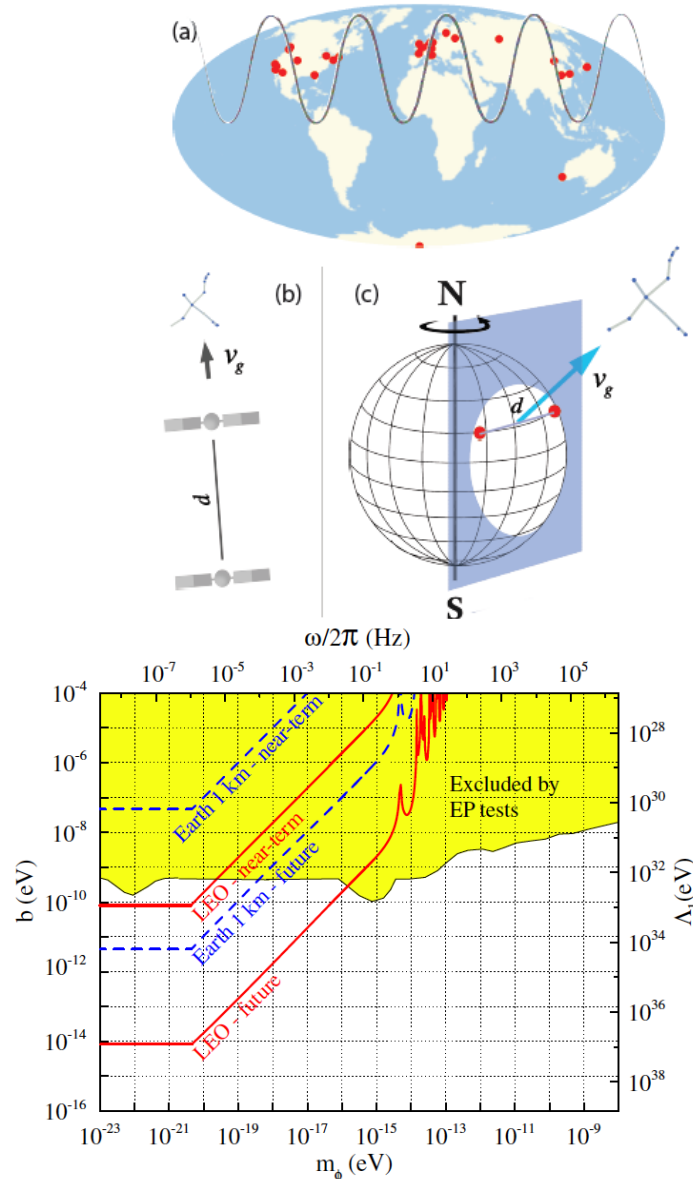 (a)
(b)
v_g
d
(c)
N
v_g
d
S
ω/2π (Hz)
10^-6 10^-5 10^-3 10^-1 10^1 10^3 10^5
10^-4
10^-6
10^-8
10^-10
10^-12
10^-14
10^-16
b (eV)
Earth 1 km - near-term
LEO - near-term
Earth 1 km - future
LEO - future
Excluded by
EP tests
10^28
10^30
10^32
10^34
10^36
10^38
(eV)
10^-23 10^-21 10^-19 10^-17 10^-15 10^-13 10^-11 10^-9
m_ϕ (eV)